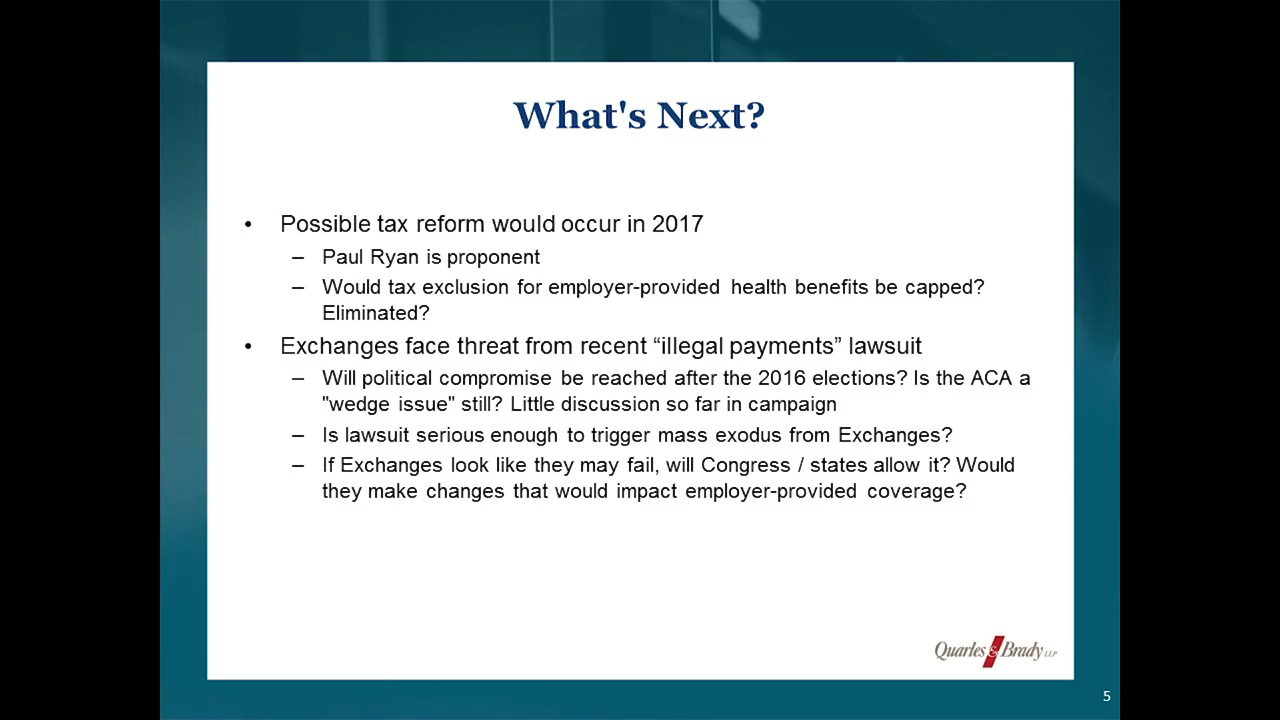 What's Next?
• Possible tax reform would occur in 2017
– Paul Ryan is proponent
– Would tax exclusion for employer-provided health benefits be capped?
Eliminated?
• Exchanges face threat from recent “illegal payments” lawsuit
– Will political compromise be reached after the 2016 elections? Is the ACA a
"wedge issue" still? Little discussion so far in campaign
– Is lawsuit serious enough to trigger mass exodus from Exchanges?
– If Exchanges look like they may fail, will Congress / states allow it? Would
they make changes that would impact employer-provided coverage?
Quarles & Brady LLP
5